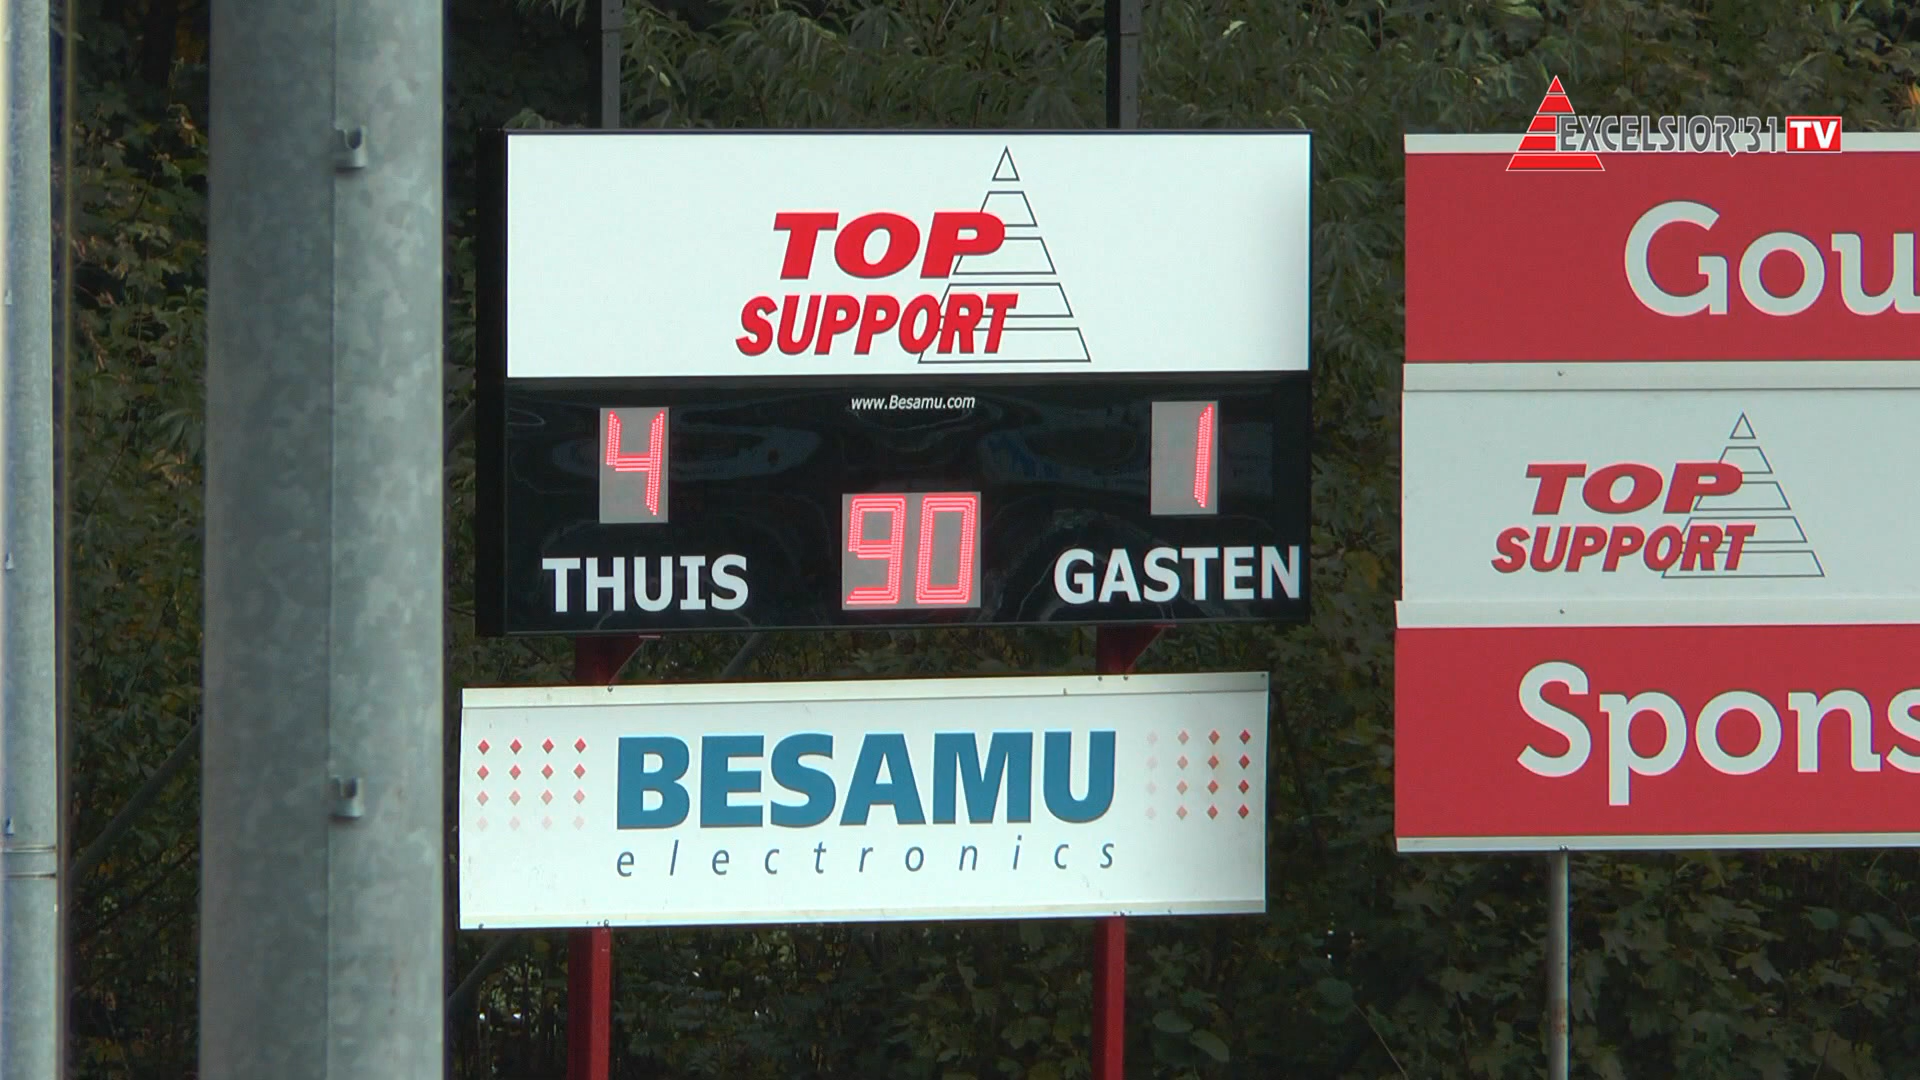 EXCELSIOR'31 TV
TOP
SUPPORT
www.Besamu.com
4
1
90
THUIS
GASTEN
BESAMU
electronics
Gou
TOP
SUPPORT
Spons